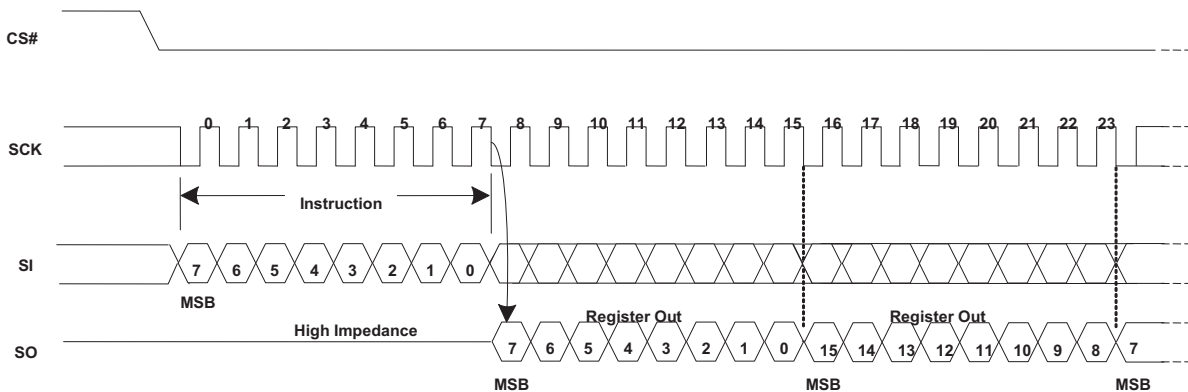 CS#
0 1 2 3 4 5 6 7 8 9 10 11 12 13 14 15 16 17 18 19 20 21 22 23
SCK
Instruction
SI
7 6 5 4 3 2 1 0
MSB
High Impedance
Register Out
Register Out
SO
7 6 5 4 3 2 1 0 15 14 13 12 11 10 9 8 7
MSB
MSB
MSB